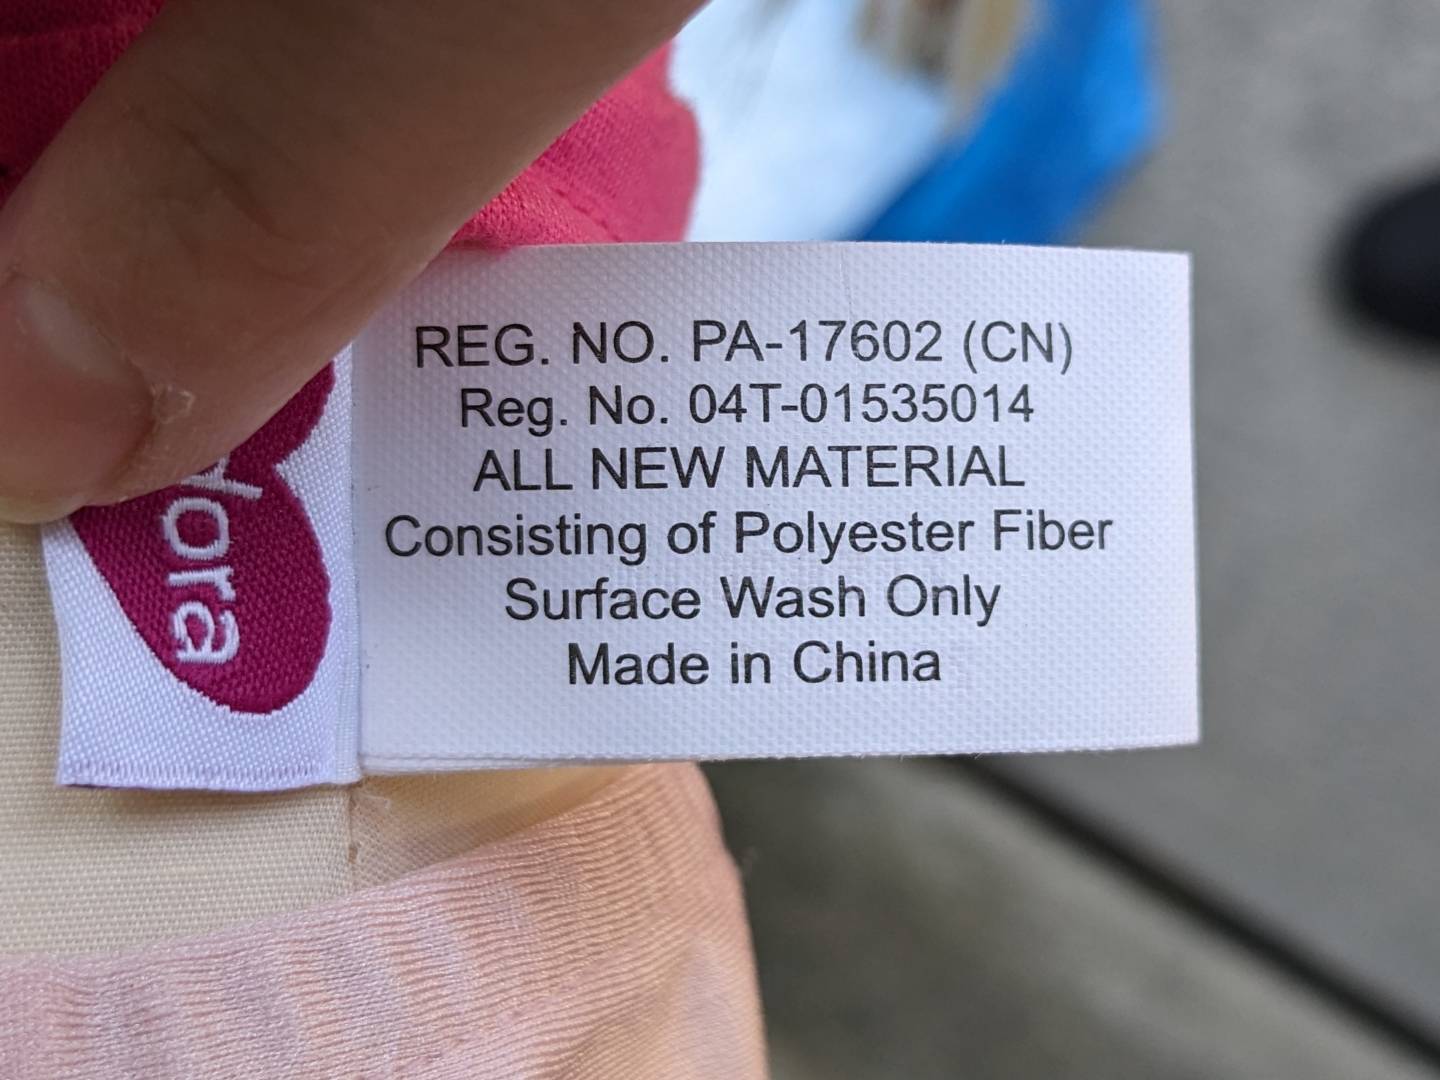 REG. NO. PA-17602 (CN)
Reg. No. 04T-01535014
ALL NEW MATERIAL
Consisting of Polyester Fiber
Surface Wash Only
Made in China